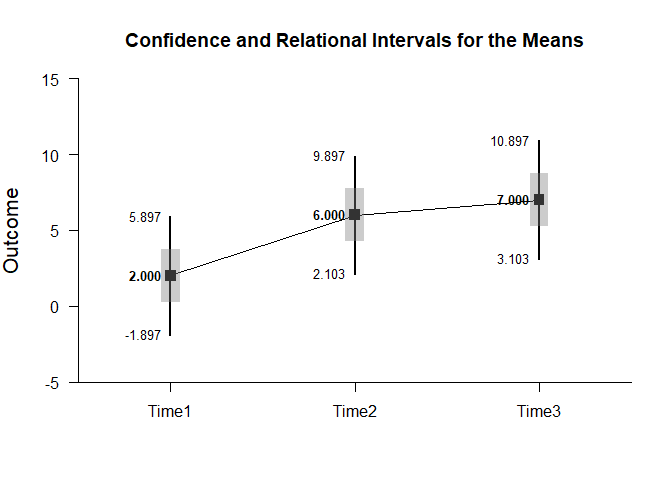 Confidence and Relational Intervals for the Means
Outcome
15
10
5
0
-5
5.897
2.000
-1.897
9.897
6.000
2.103
10.897
7.000
3.103
Time1
Time2
Time3